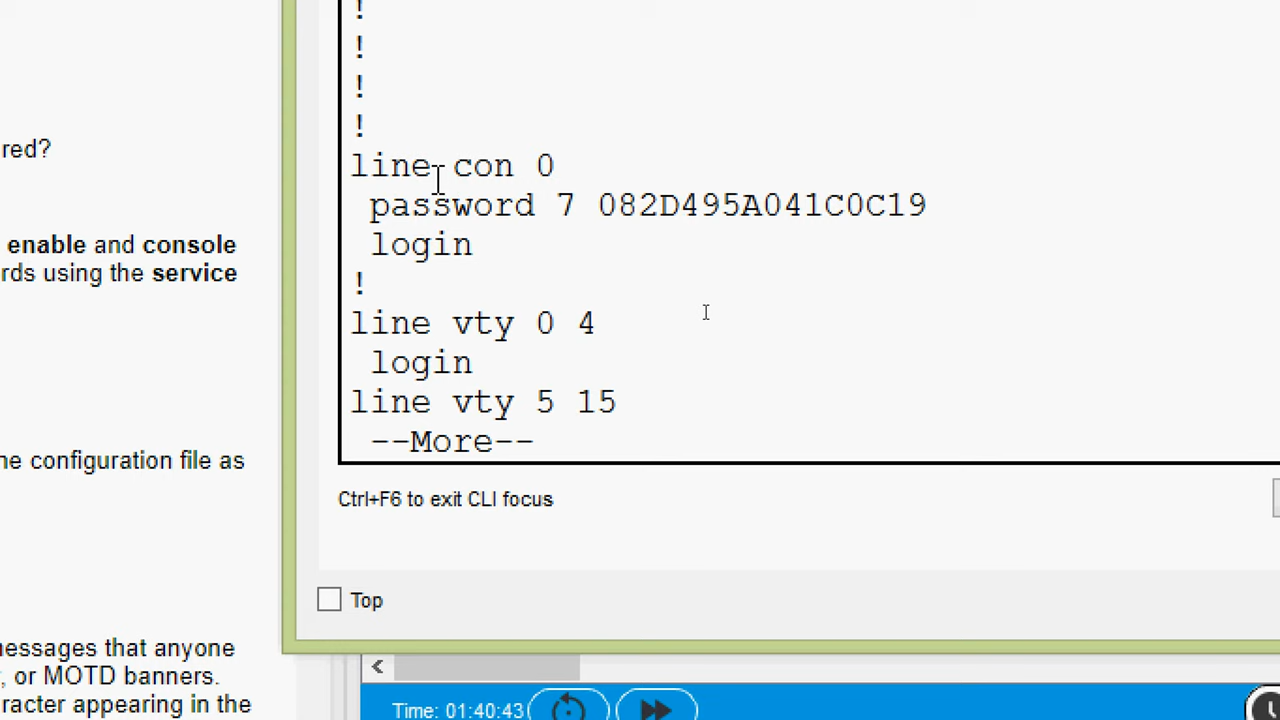 !
!
!
!
line con 0
password 7 082D495A041C0C19
login
!
line vty 0 4
login
line vty 5 15
--More--
Ctrl+F6 to exit CLI focus
Top
red?
enable and console
rds using the service
he configuration file as
messages that anyone
, or MOTD banners.
racter appearing in the
Time: 01:40:43